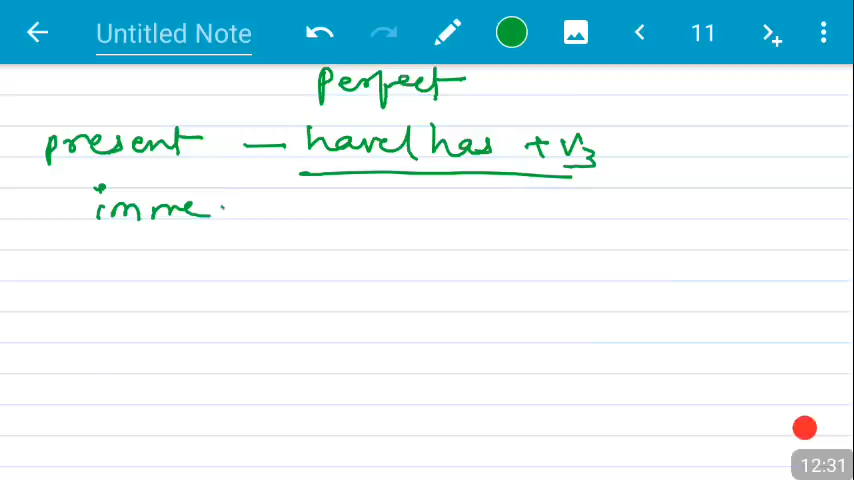 Untitled Note 11
Perfect
present — have/has + V3
imme
12:31